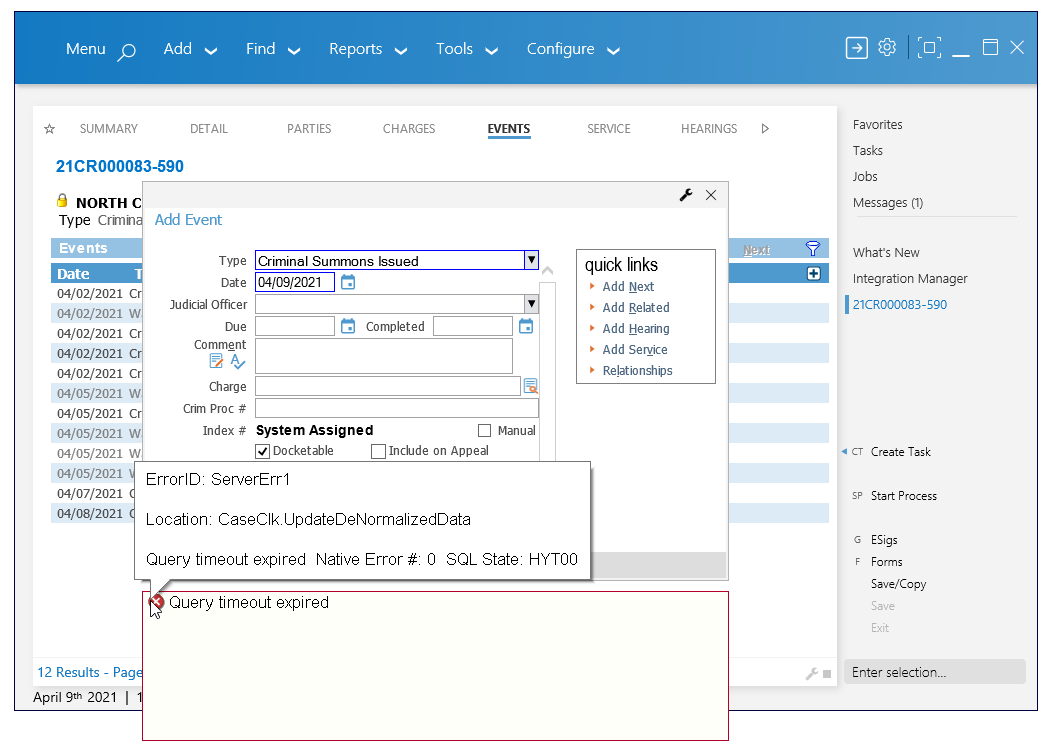 Menu Add Find Reports Tools Configure
SUMMARY DETAIL PARTIES CHARGES EVENTS SERVICE HEARINGS
21CR000083-590
NORTH C
Type Crimina
Events Next
Date T
04/02/2021 Cr
04/02/2021 W
04/02/2021 Cr
04/02/2021 Cr
04/02/2021 Cr
04/05/2021 W
04/05/2021 Cr
04/05/2021 W
04/05/2021 W
04/05/2021 W
04/07/2021 C
04/08/2021 C
12 Results - Page
April 9th 2021 | 1
Add Event
Type Criminal Summons Issued
Date 04/09/2021
Judicial Officer
Due Completed
Comment
Charge
Crim Proc #
Index # System Assigned Manual
Docketable Include on Appeal
quick links
Add Next
Add Related
Add Hearing
Add Service
Relationships
ErrorID: ServerErr1
Location: CaseClk.UpdateDeNormalizedData
Query timeout expired Native Error #: 0 SQL State: HYT00
Query timeout expired
Favorites
Tasks
Jobs
Messages (1)
What's New
Integration Manager
21CR000083-590
CT Create Task
SP Start Process
G ESigs
F Forms
Save/Copy
Save
Exit
Enter selection...